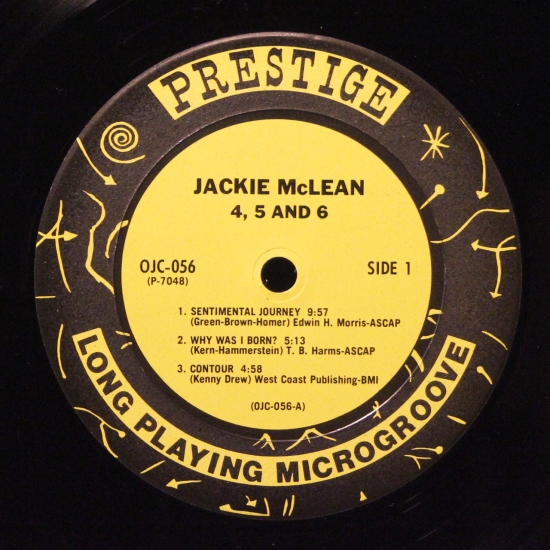 PRESTIGE
JACKIE McLEAN
4, 5 AND 6
OJC-056
(P-7048)
SIDE 1
1. SENTIMENTAL JOURNEY 9:57
(Green-Brown-Homer) Edwin H. Morris-ASCAP
2. WHY WAS I BORN? 5:13
(Kern-Hammerstein) T. B. Harms-ASCAP
3. CONTOUR 4:58
(Kenny Drew) West Coast Publishing-BMI
(OJC-056-A)
LONG PLAYING MICROGROOVE